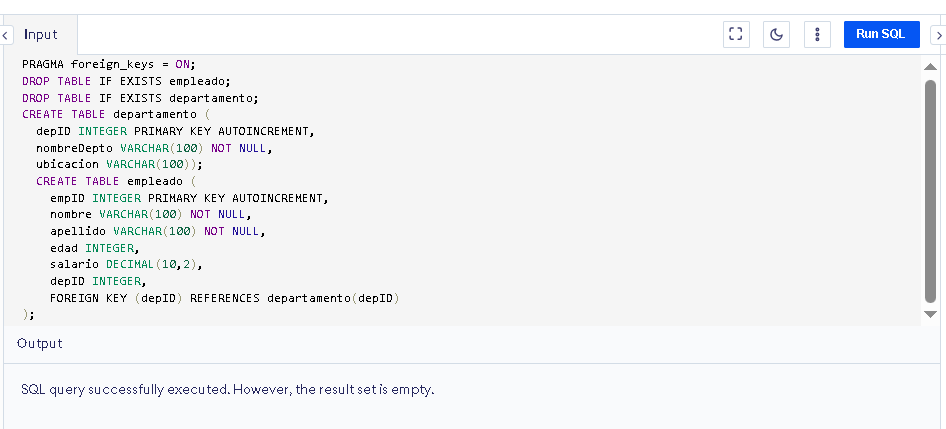 Input
Run SQL
PRAGMA foreign_keys = ON;
DROP TABLE IF EXISTS empleado;
DROP TABLE IF EXISTS departamento;
CREATE TABLE departamento (
depID INTEGER PRIMARY KEY AUTOINCREMENT,
nombreDepto VARCHAR(100) NOT NULL,
ubicacion VARCHAR(100));
CREATE TABLE empleado (
empID INTEGER PRIMARY KEY AUTOINCREMENT,
nombre VARCHAR(100) NOT NULL,
apellido VARCHAR(100) NOT NULL,
edad INTEGER,
salario DECIMAL(10,2),
depID INTEGER,
FOREIGN KEY (depID) REFERENCES departamento(depID)
);
Output
SQL query successfully executed. However, the result set is empty.